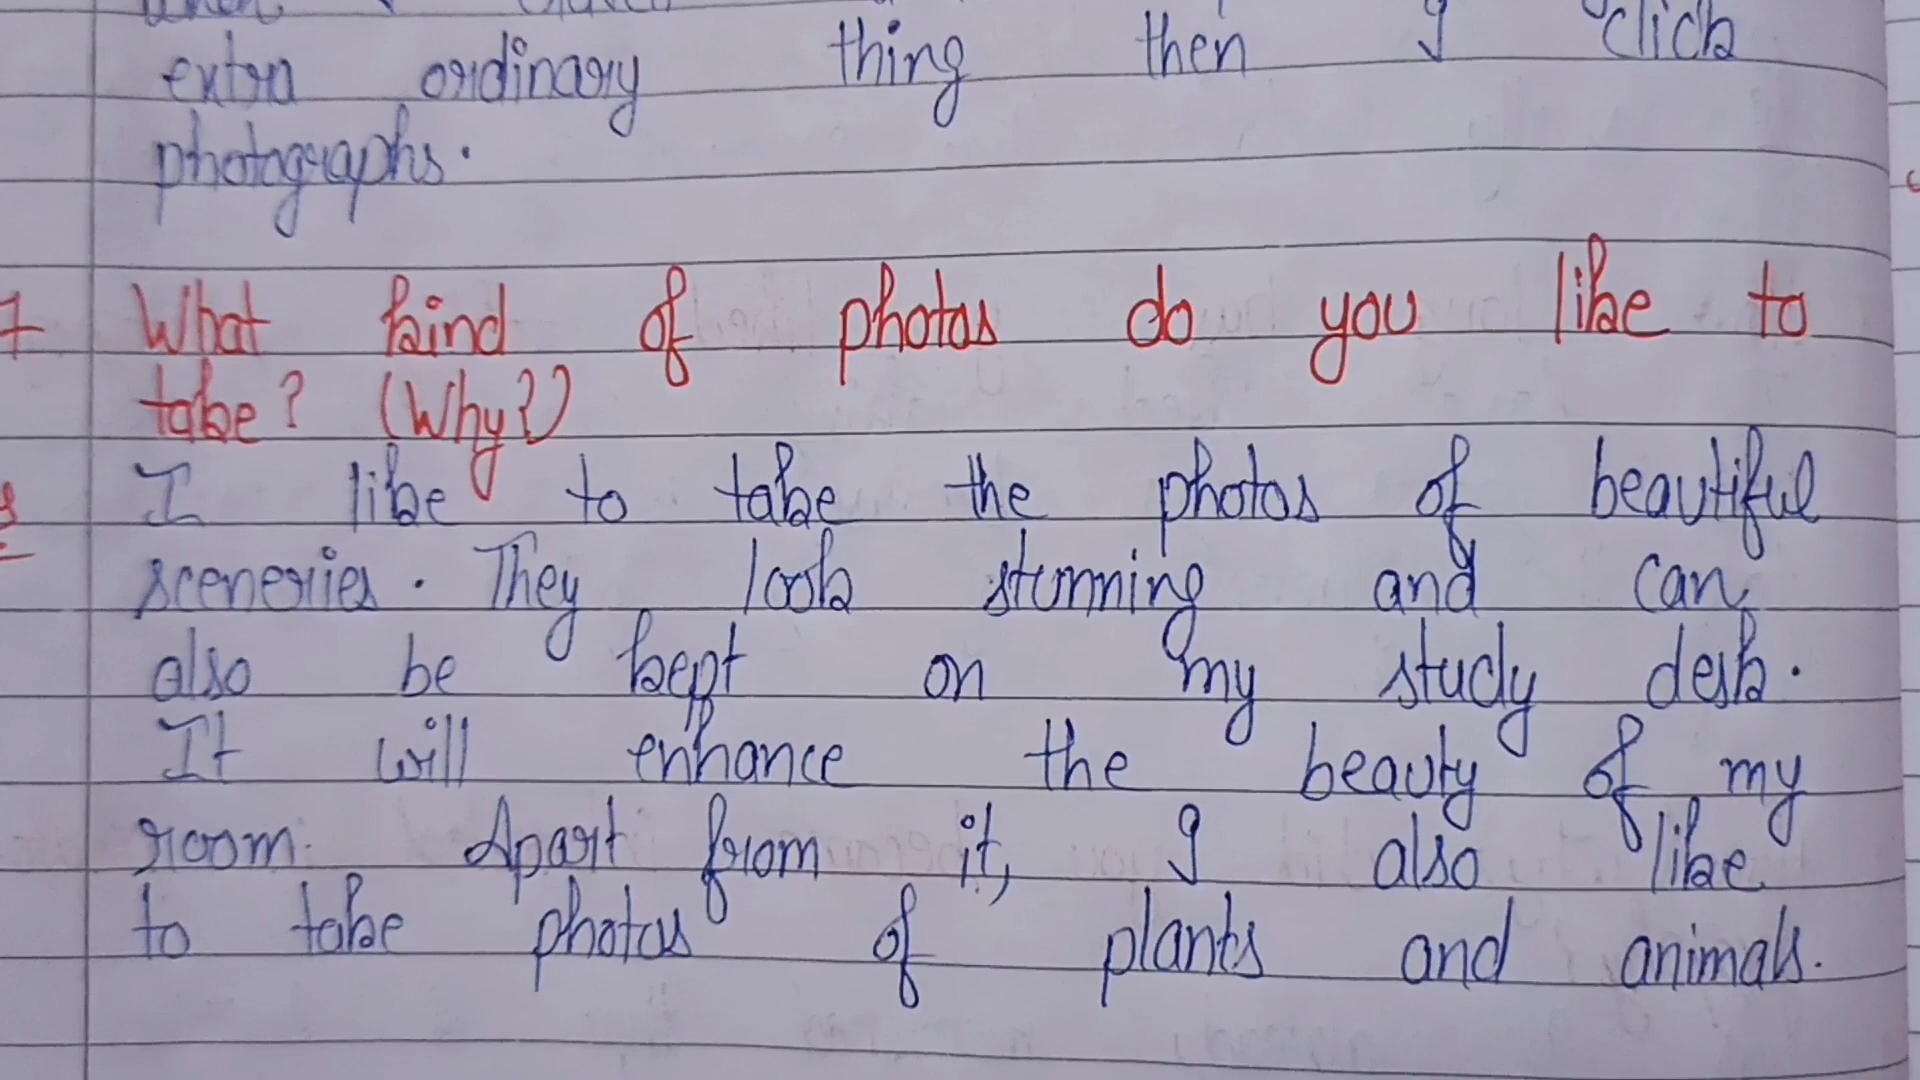 extra ordinary thing then I click
photographs.
7 What kind of photos do you like to
take? (Why?)
I like to take the photos of beautiful
sceneries. They look stunning and can
also be kept on my study desk.
It will enhance the beauty of my
room. Apart from it, I also like
to take photos of plants and animals.